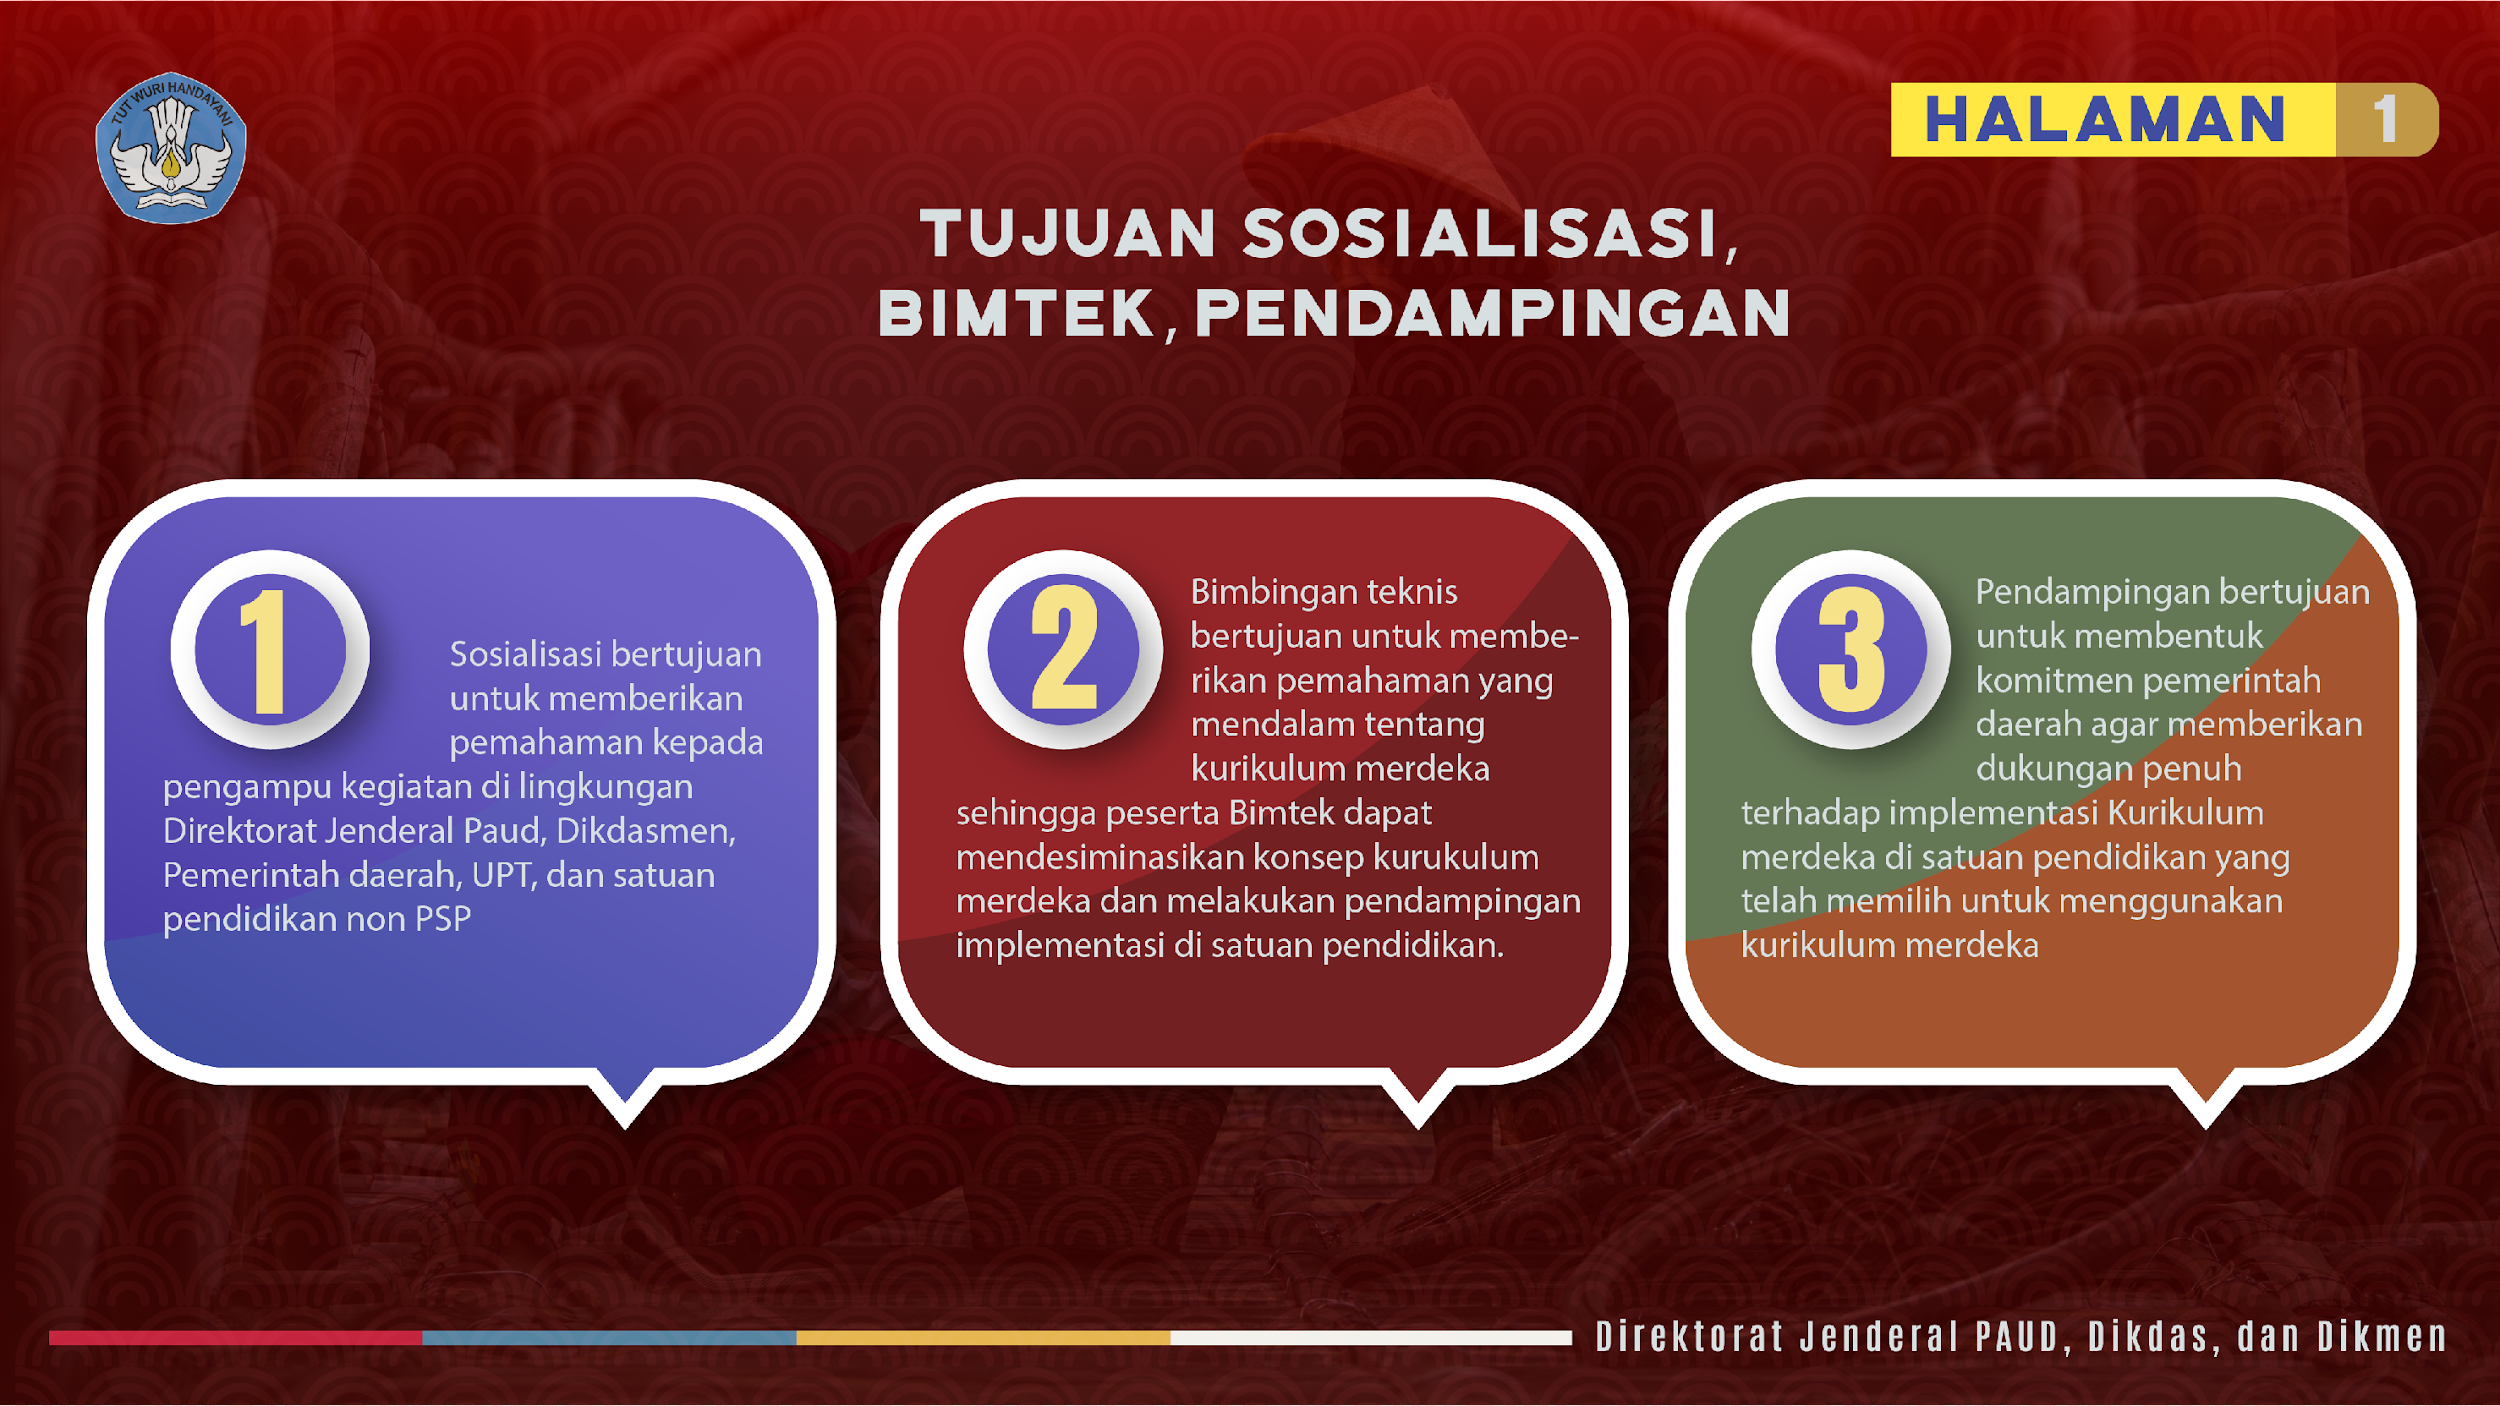 TUT WURI HANDAYANI
HALAMAN 1
TUJUAN SOSIALISASI,
BIMTEK, PENDAMPINGAN
1
Sosialisasi bertujuan
untuk memberikan
pemahaman kepada
pengampu kegiatan di lingkungan
Direktorat Jenderal Paud, Dikdasmen,
Pemerintah daerah, UPT, dan satuan
pendidikan non PSP
2
Bimbingan teknis
bertujuan untuk membe-
rikan pemahaman yang
mendalam tentang
kurikulum merdeka
sehingga peserta Bimtek dapat
mendesiminasikan konsep kurukulum
merdeka dan melakukan pendampingan
implementasi di satuan pendidikan.
3
Pendampingan bertujuan
untuk membentuk
komitmen pemerintah
daerah agar memberikan
dukungan penuh
terhadap implementasi Kurikulum
merdeka di satuan pendidikan yang
telah memilih untuk menggunakan
kurikulum merdeka
Direktorat Jenderal PAUD, Dikdas, dan Dikmen